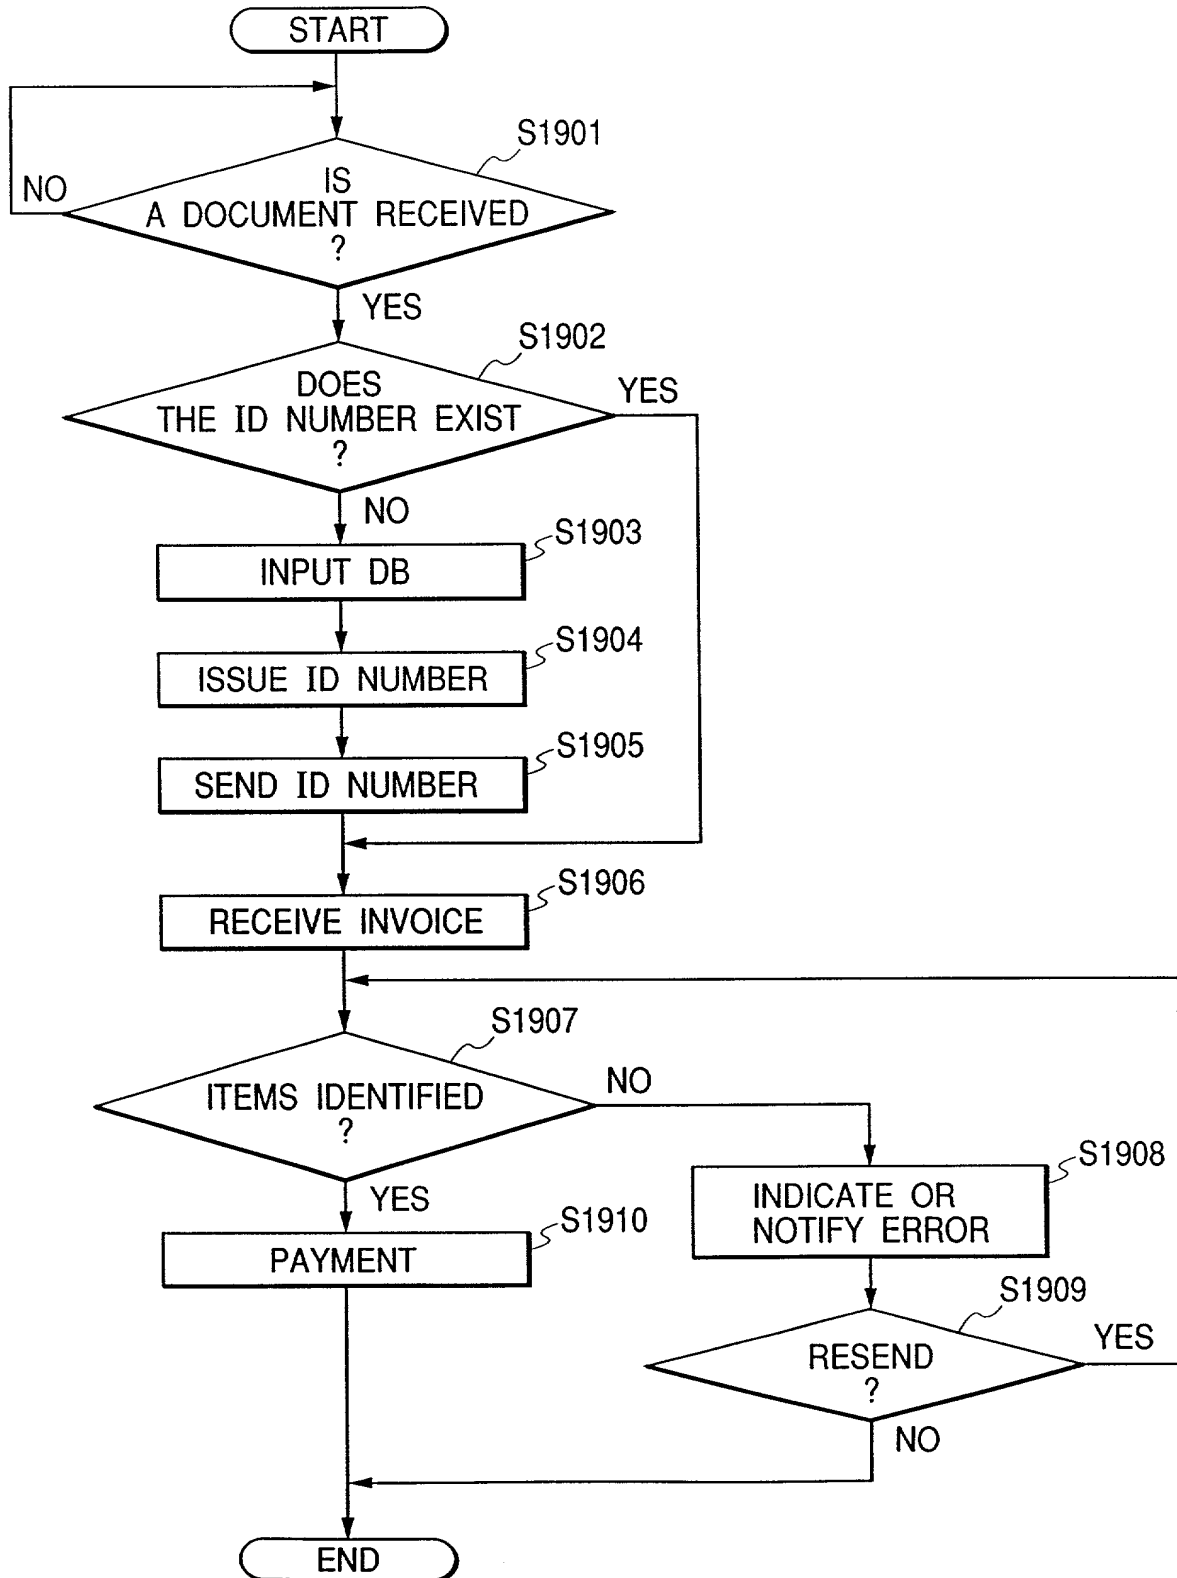 START
S1901
NO
IS
A DOCUMENT RECEIVED
?
YES
S1902
DOES
THE ID NUMBER EXIST
?
YES
NO
S1903
INPUT DB
S1904
ISSUE ID NUMBER
S1905
SEND ID NUMBER
S1906
RECEIVE INVOICE
S1907
ITEMS IDENTIFIED
?
NO
YES
S1908
INDICATE OR
NOTIFY ERROR
S1910
PAYMENT
S1909
RESEND
?
YES
NO
END